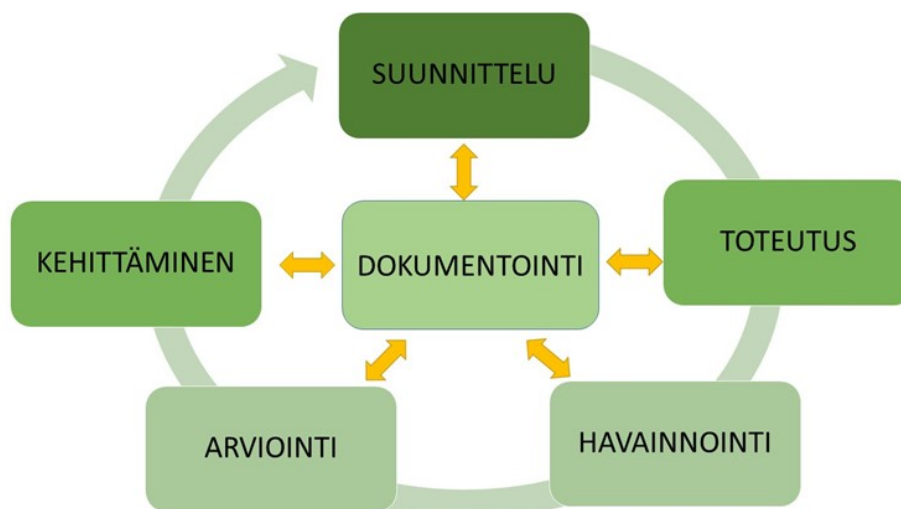 SUUNNITTELU
KEHITTÄMINEN
DOKUMENTOINTI
TOTEUTUS
ARVIOINTI
HAVAINNOINTI